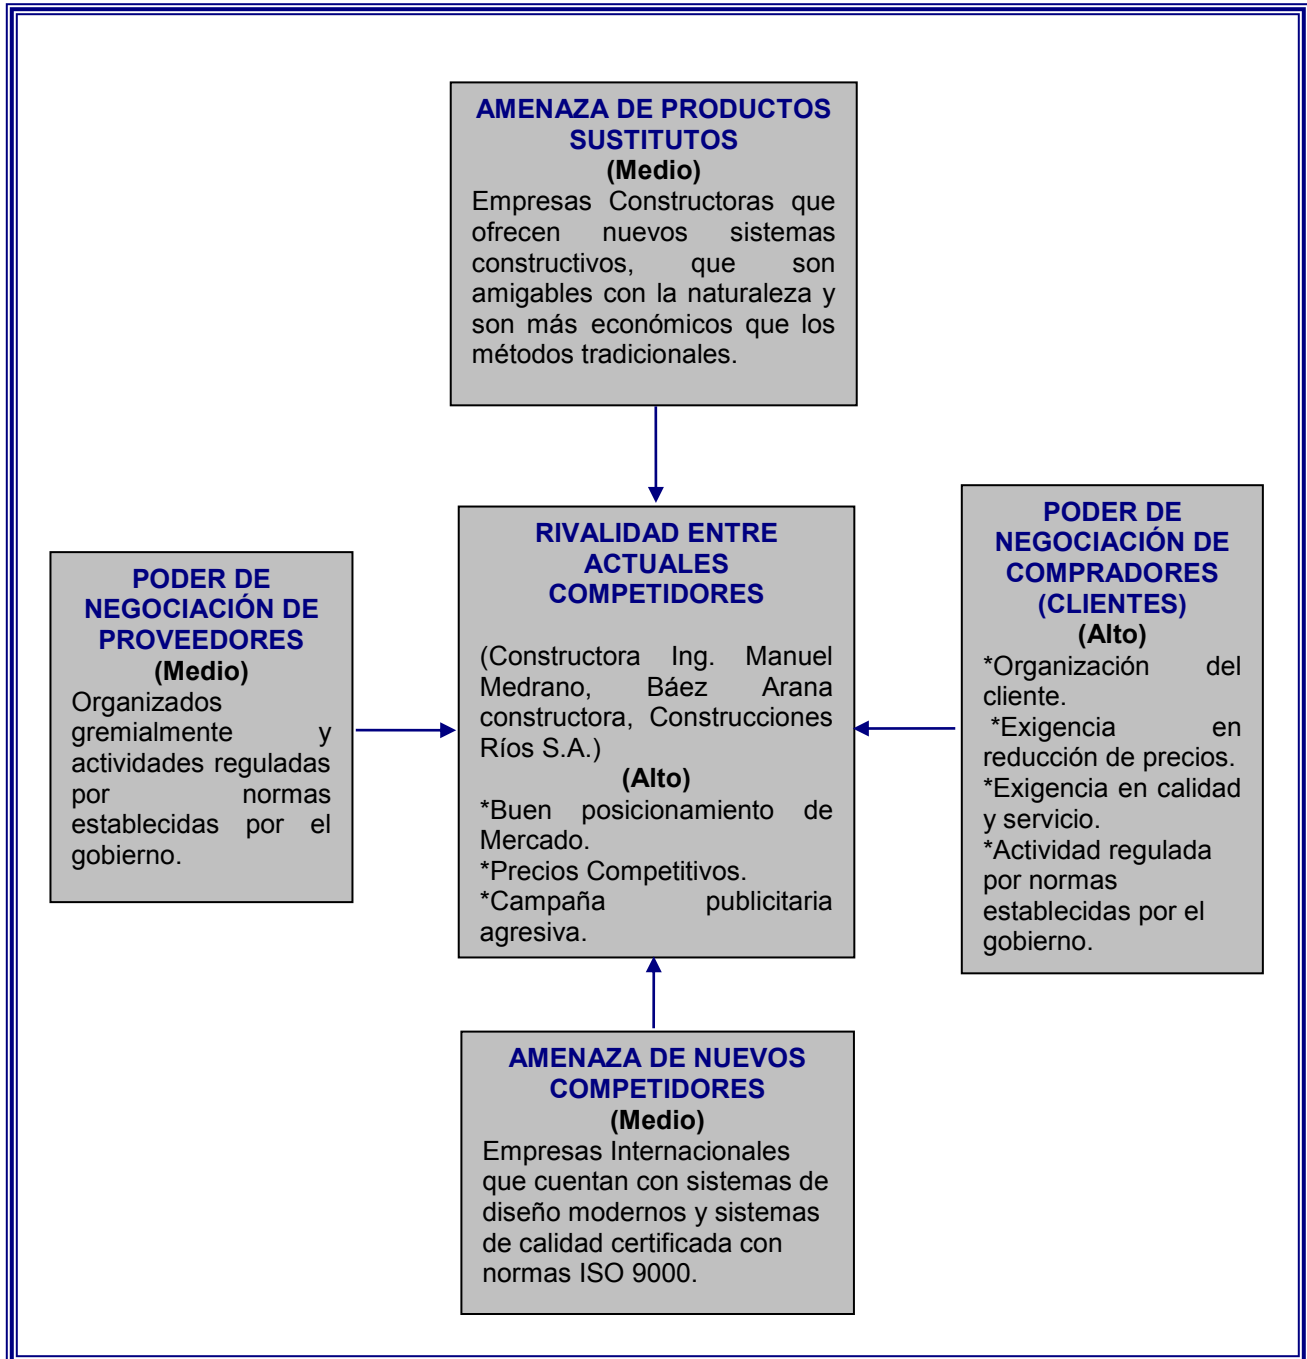 AMENAZA DE PRODUCTOS
SUSTITUTOS
(Medio)
Empresas Constructoras que
ofrecen nuevos sistemas
constructivos, que son
amigables con la naturaleza y
son más económicos que los
métodos tradicionales.
PODER DE
NEGOCIACIÓN DE
PROVEEDORES
(Medio)
Organizados
gremialmente y
actividades reguladas
por normas
establecidas por el
gobierno.
RIVALIDAD ENTRE
ACTUALES
COMPETIDORES
(Constructora Ing. Manuel
Medrano, Báez Arana
constructora, Construcciones
Ríos S.A.)
(Alto)
*Buen posicionamiento de
Mercado.
*Precios Competitivos.
*Campaña publicitaria
agresiva.
PODER DE
NEGOCIACIÓN DE
COMPRADORES
(CLIENTES)
(Alto)
*Organización del
cliente.
*Exigencia en
reducción de precios.
*Exigencia en calidad
y servicio.
*Actividad regulada
por normas
establecidas por el
gobierno.
AMENAZA DE NUEVOS
COMPETIDORES
(Medio)
Empresas Internacionales
que cuentan con sistemas de
diseño modernos y sistemas
de calidad certificada con
normas ISO 9000.